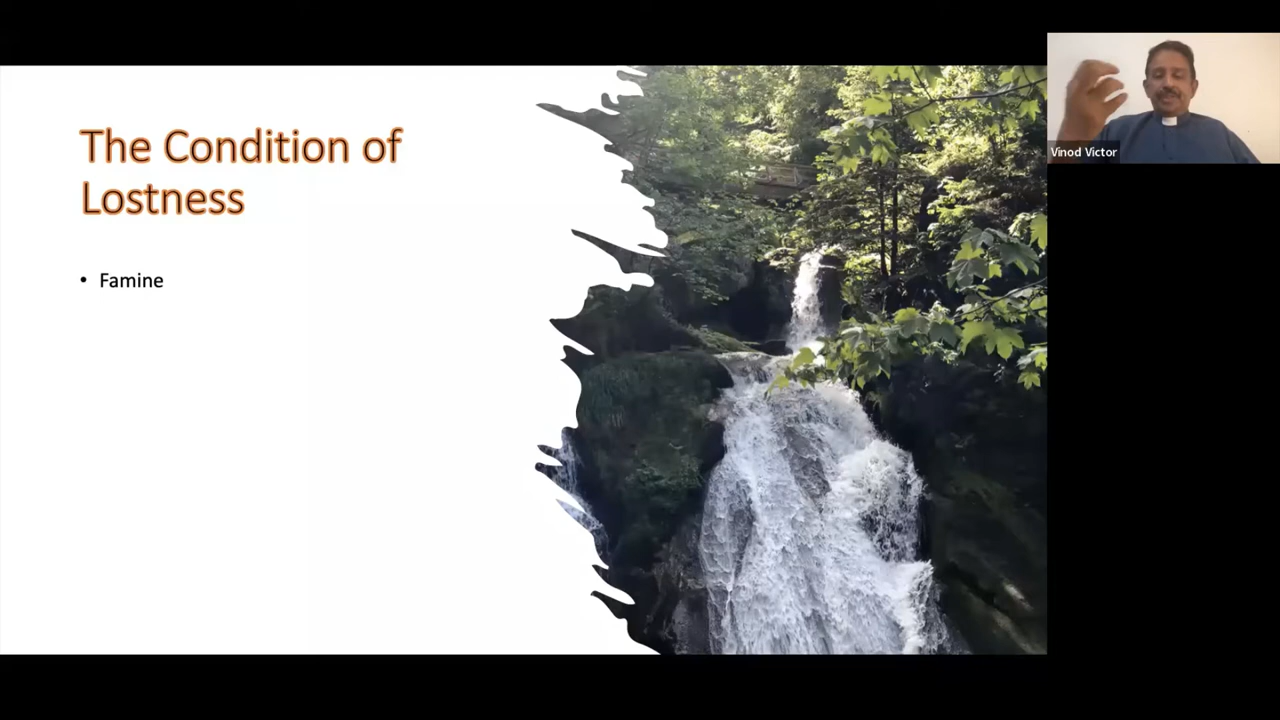 The Condition of
Lostness
• Famine
Vinod Victor